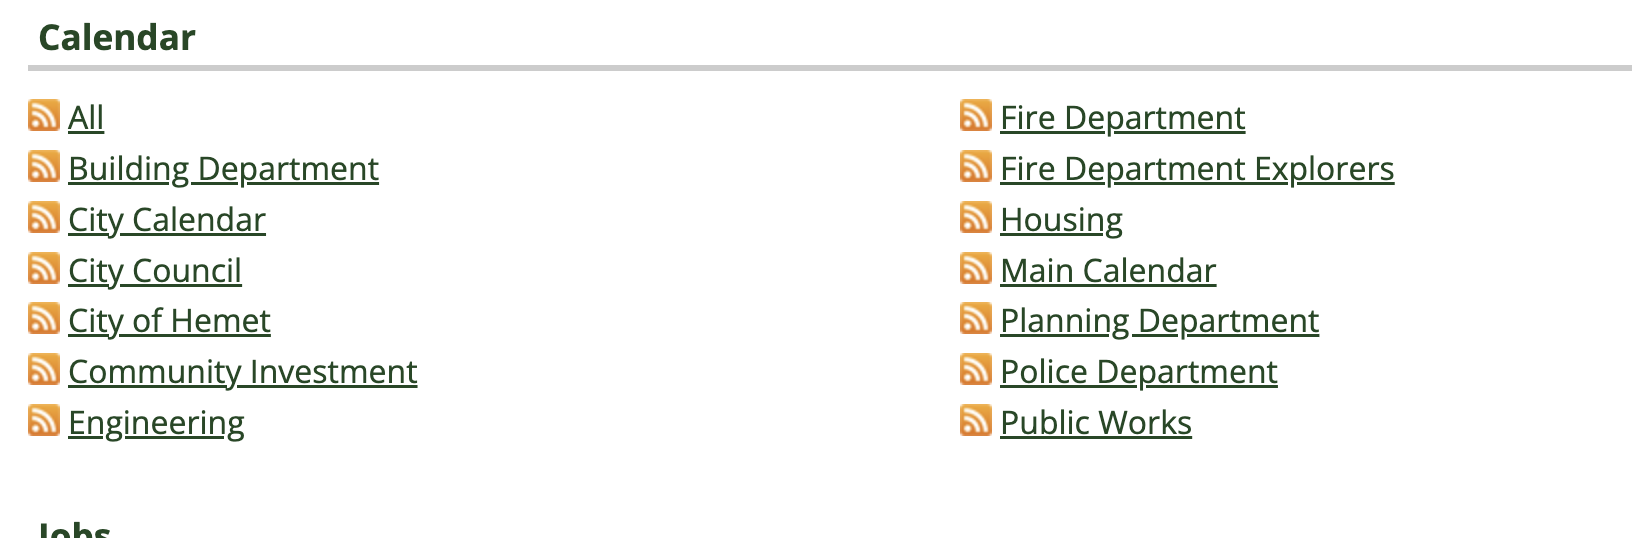 Calendar
All
Building Department
City Calendar
City Council
City of Hemet
Community Investment
Engineering
Fire Department
Fire Department Explorers
Housing
Main Calendar
Planning Department
Police Department
Public Works
Jobs